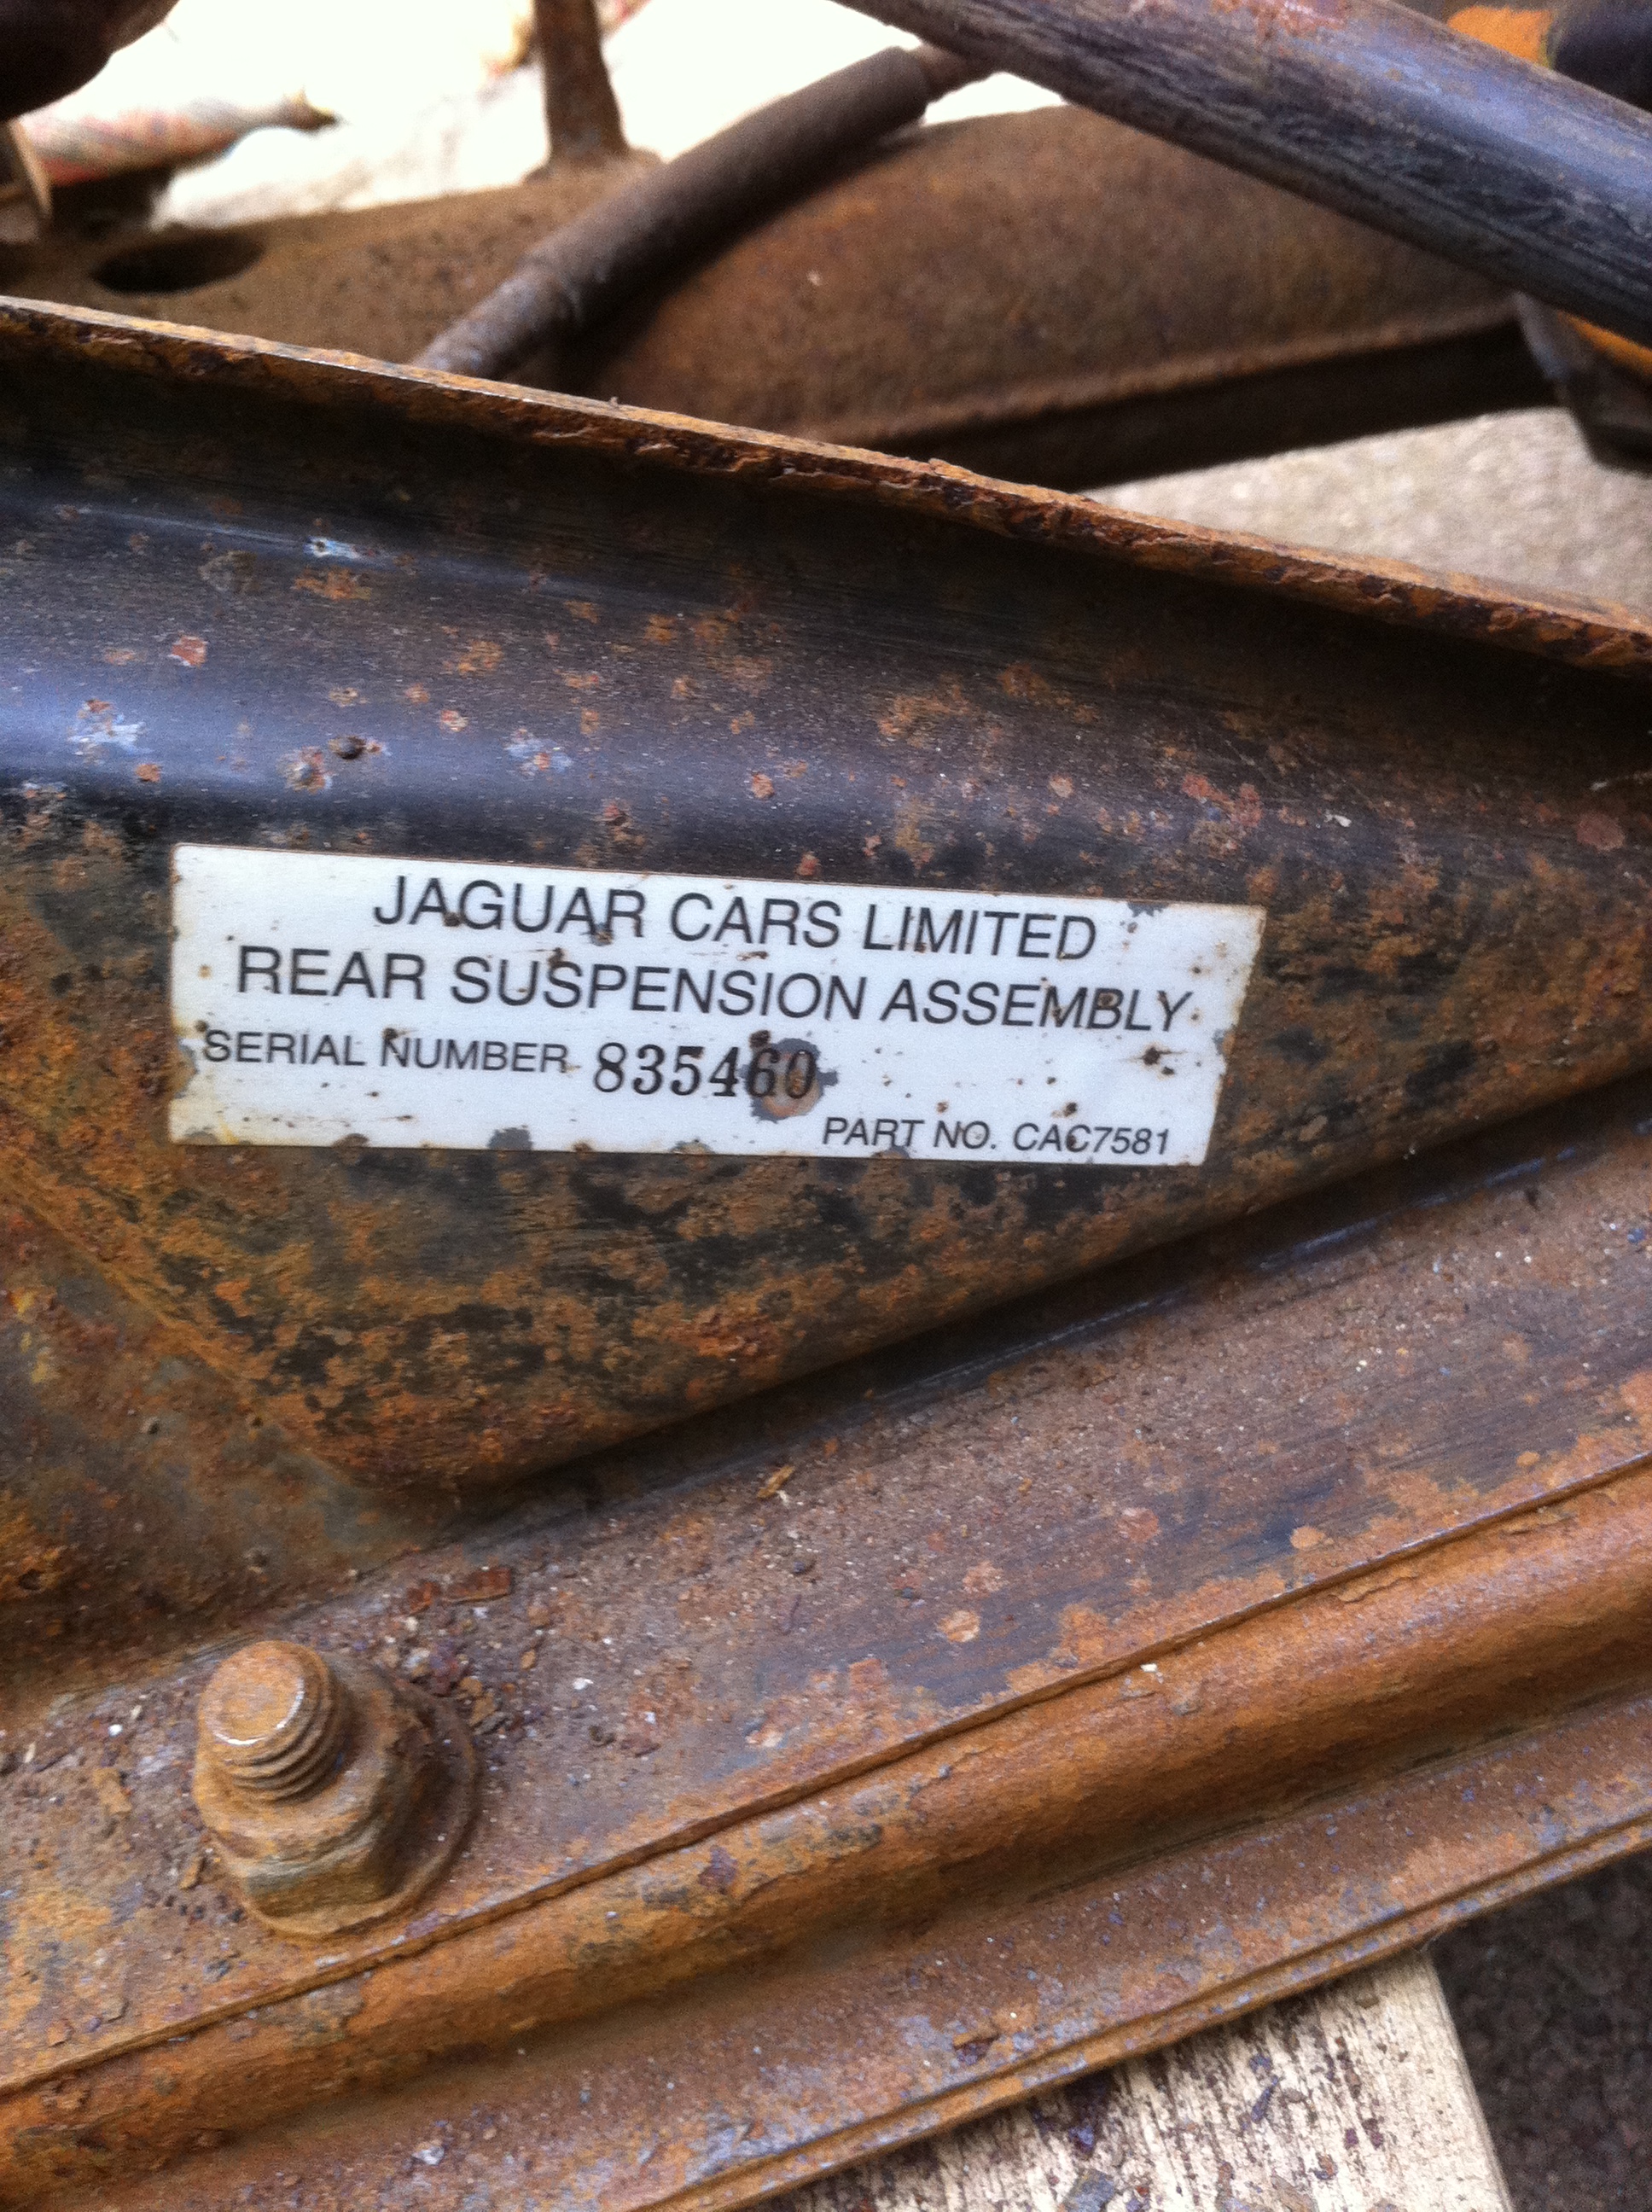 JAGUAR CARS LIMITED
REAR SUSPENSION ASSEMBLY
SERIAL NUMBER 835460
PART NO. CAC7581